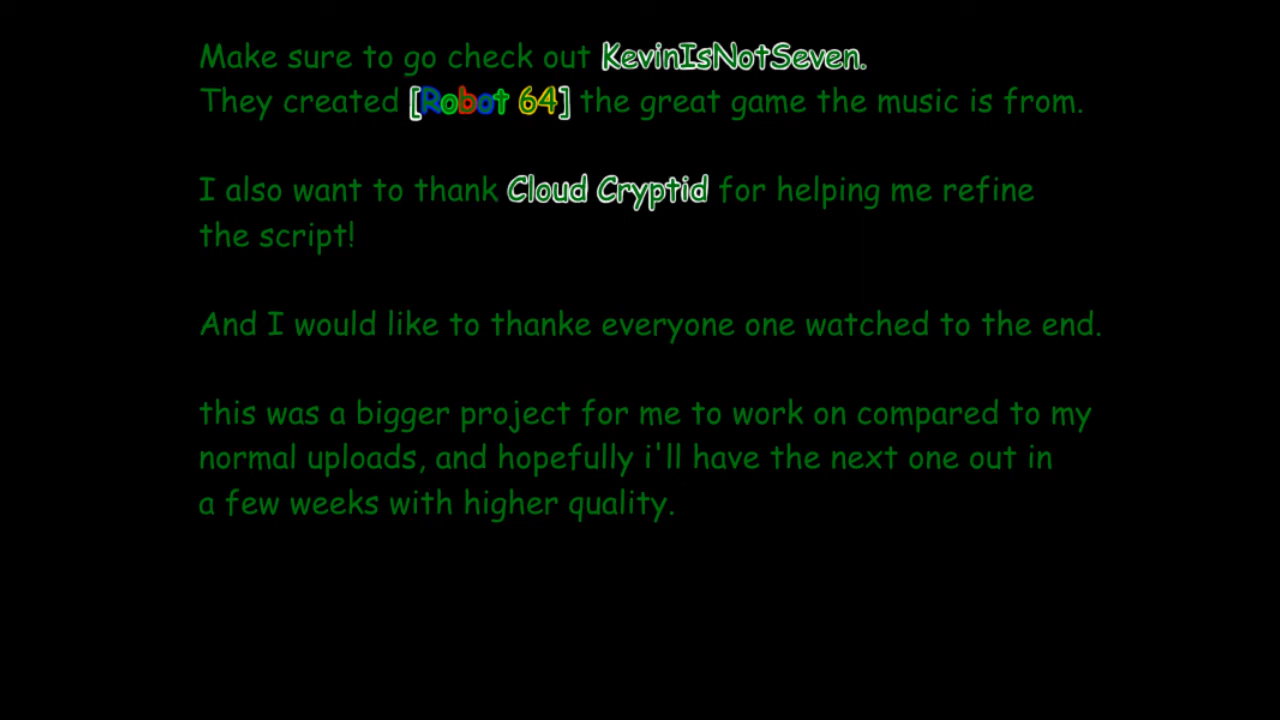 Make sure to go check out KevinIsNotSeven.
They created [Robot 64] the great game the music is from.
I also want to thank Cloud Cryptid for helping me refine
the script!
And I would like to thanke everyone one watched to the end.
this was a bigger project for me to work on compared to my
normal uploads, and hopefully i'll have the next one out in
a few weeks with higher quality.